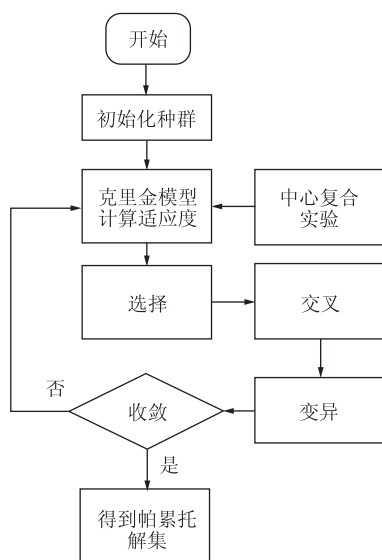 开始
初始化种群
克里金模型
计算适应度
中心复合
实验
选择
交叉
否
收敛
变异
是
得到帕累托
解集